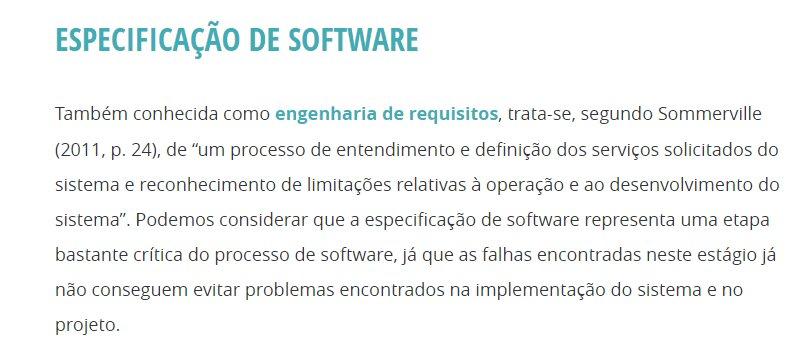 ESPECIFICAÇÃO DE SOFTWARE
Também conhecida como engenharia de requisitos, trata-se, segundo Sommerville
(2011, p. 24), de “um processo de entendimento e definição dos serviços solicitados do
sistema e reconhecimento de limitações relativas à operação e ao desenvolvimento do
sistema”. Podemos considerar que a especificação de software representa uma etapa
bastante crítica do processo de software, já que as falhas encontradas neste estágio já
não conseguem evitar problemas encontrados na implementação do sistema e no
projeto.